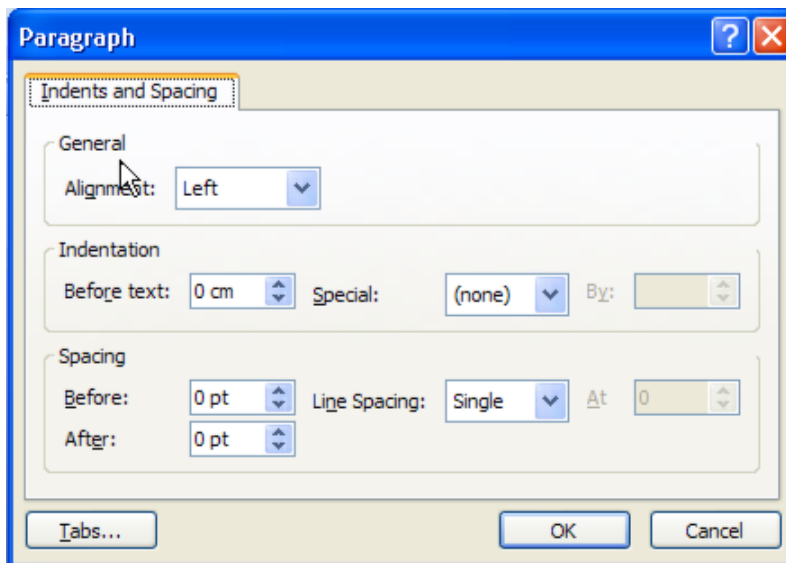 Paragraph
Indents and Spacing
General
Alignment: Left
Indentation
Before text: 0 cm Special: (none) By:
Spacing
Before: 0 pt Line Spacing: Single At 0
After: 0 pt
Tabs... OK Cancel